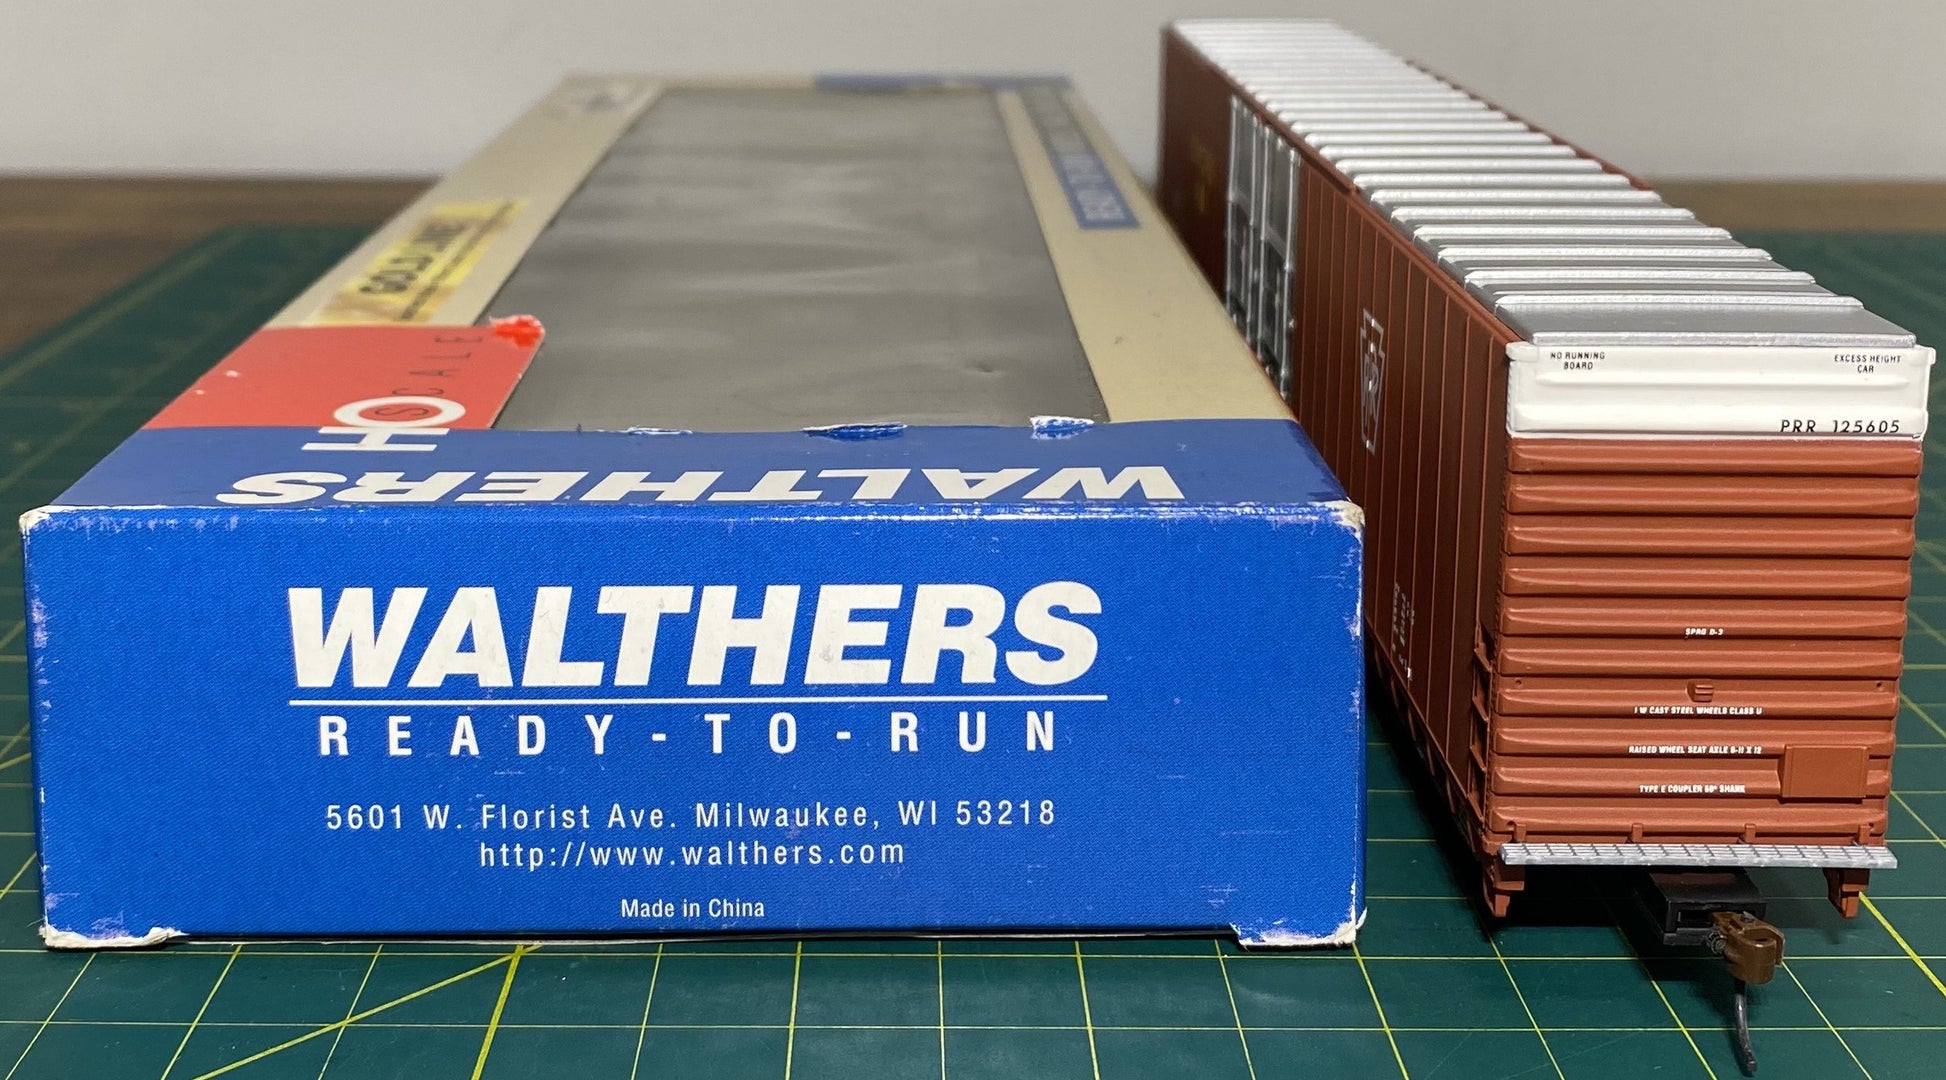 GOLD LINE
HO
SCALE
WALTHERS
WALTHERS
READY-TO-RUN
5601 W. Florist Ave. Milwaukee, WI 53218
http://www.walthers.com
Made in China
NO RUNNING
BOARD
EXCESS HEIGHT
CAR
PRR 125605
SPRG D-3
1 W CAST STEEL WHEELS CLASS U
RAISED WHEEL SEAT AXLE 6-11 X 12
TYPE E COUPLER 60" SHANK